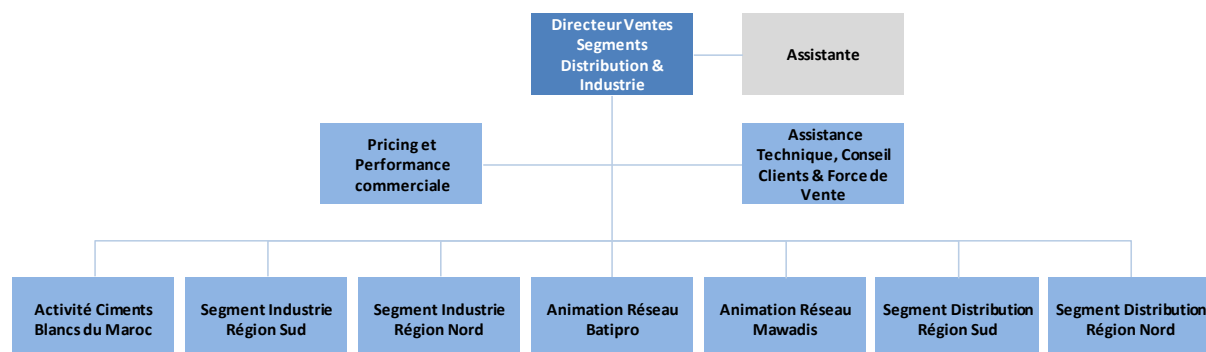 Directeur Ventes
Segments
Distribution &
Industrie
Assistante
Pricing et
Performance
commerciale
Assistance
Technique, Conseil
Clients & Force de
Vente
Activité Ciments
Blancs du Maroc
Segment Industrie
Région Sud
Segment Industrie
Région Nord
Animation Réseau
Batipro
Animation Réseau
Mawadis
Segment Distribution
Région Sud
Segment Distribution
Région Nord